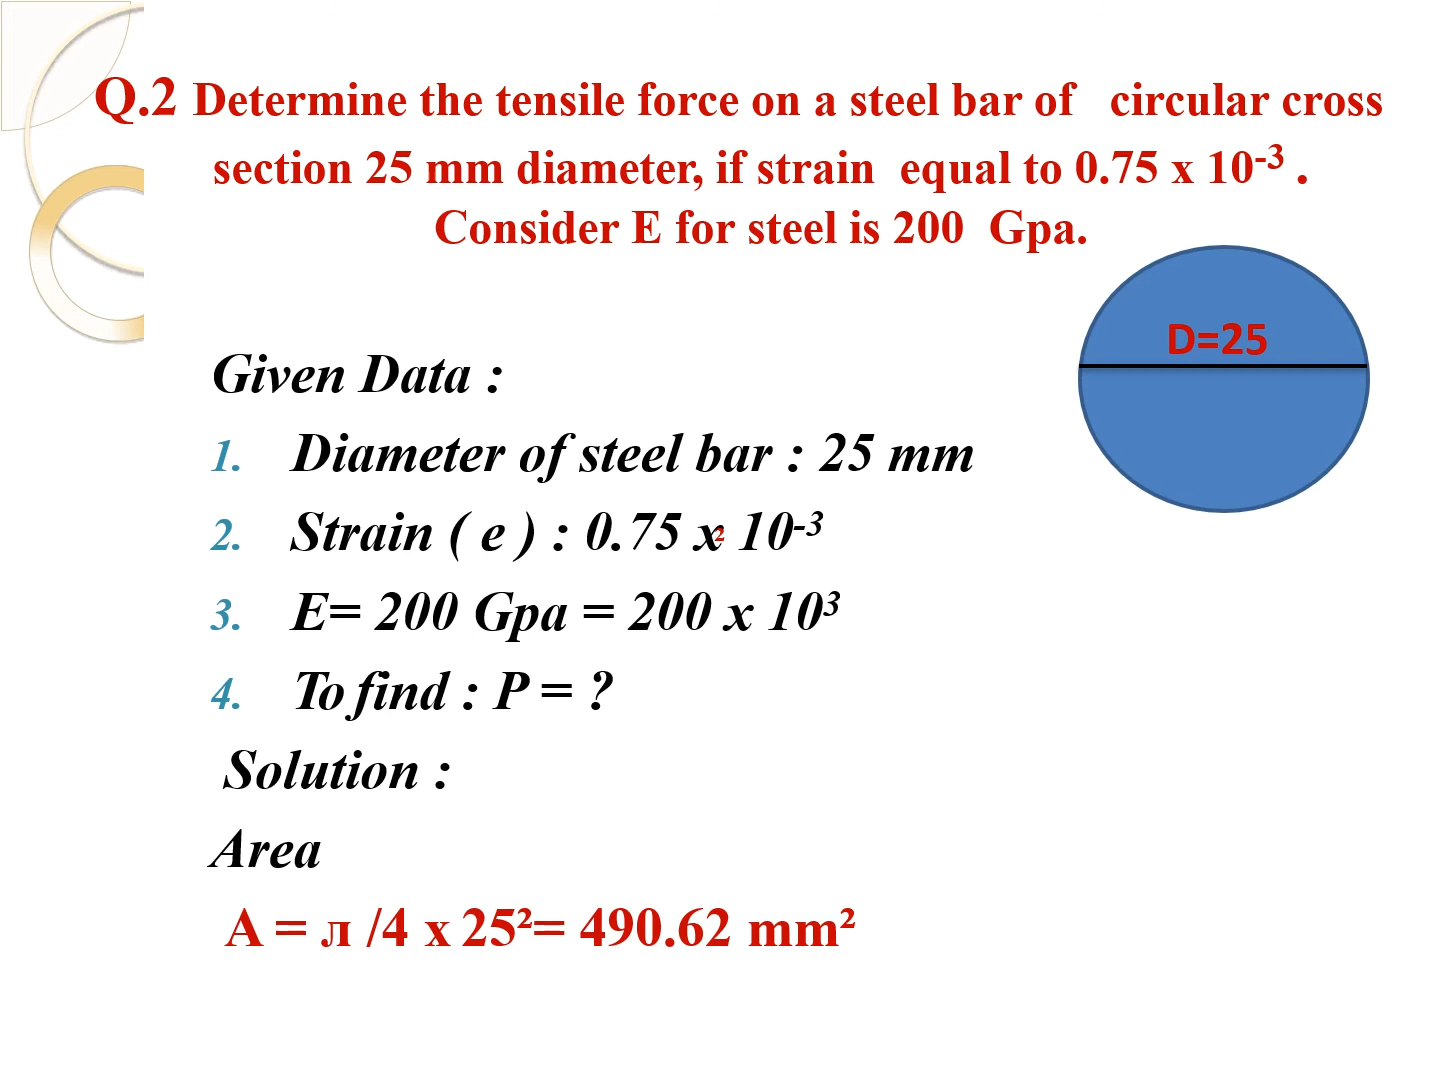 Q.2 Determine the tensile force on a steel bar of circular cross
section 25 mm diameter, if strain equal to 0.75 x 10⁻³ .
Consider E for steel is 200 Gpa.
D=25
Given Data :
1. Diameter of steel bar : 25 mm
2. Strain ( e ) : 0.75 x 10⁻³
²
3. E= 200 Gpa = 200 x 10³
4. To find : P = ?
Solution :
Area
A = л /4 x 25²= 490.62 mm²